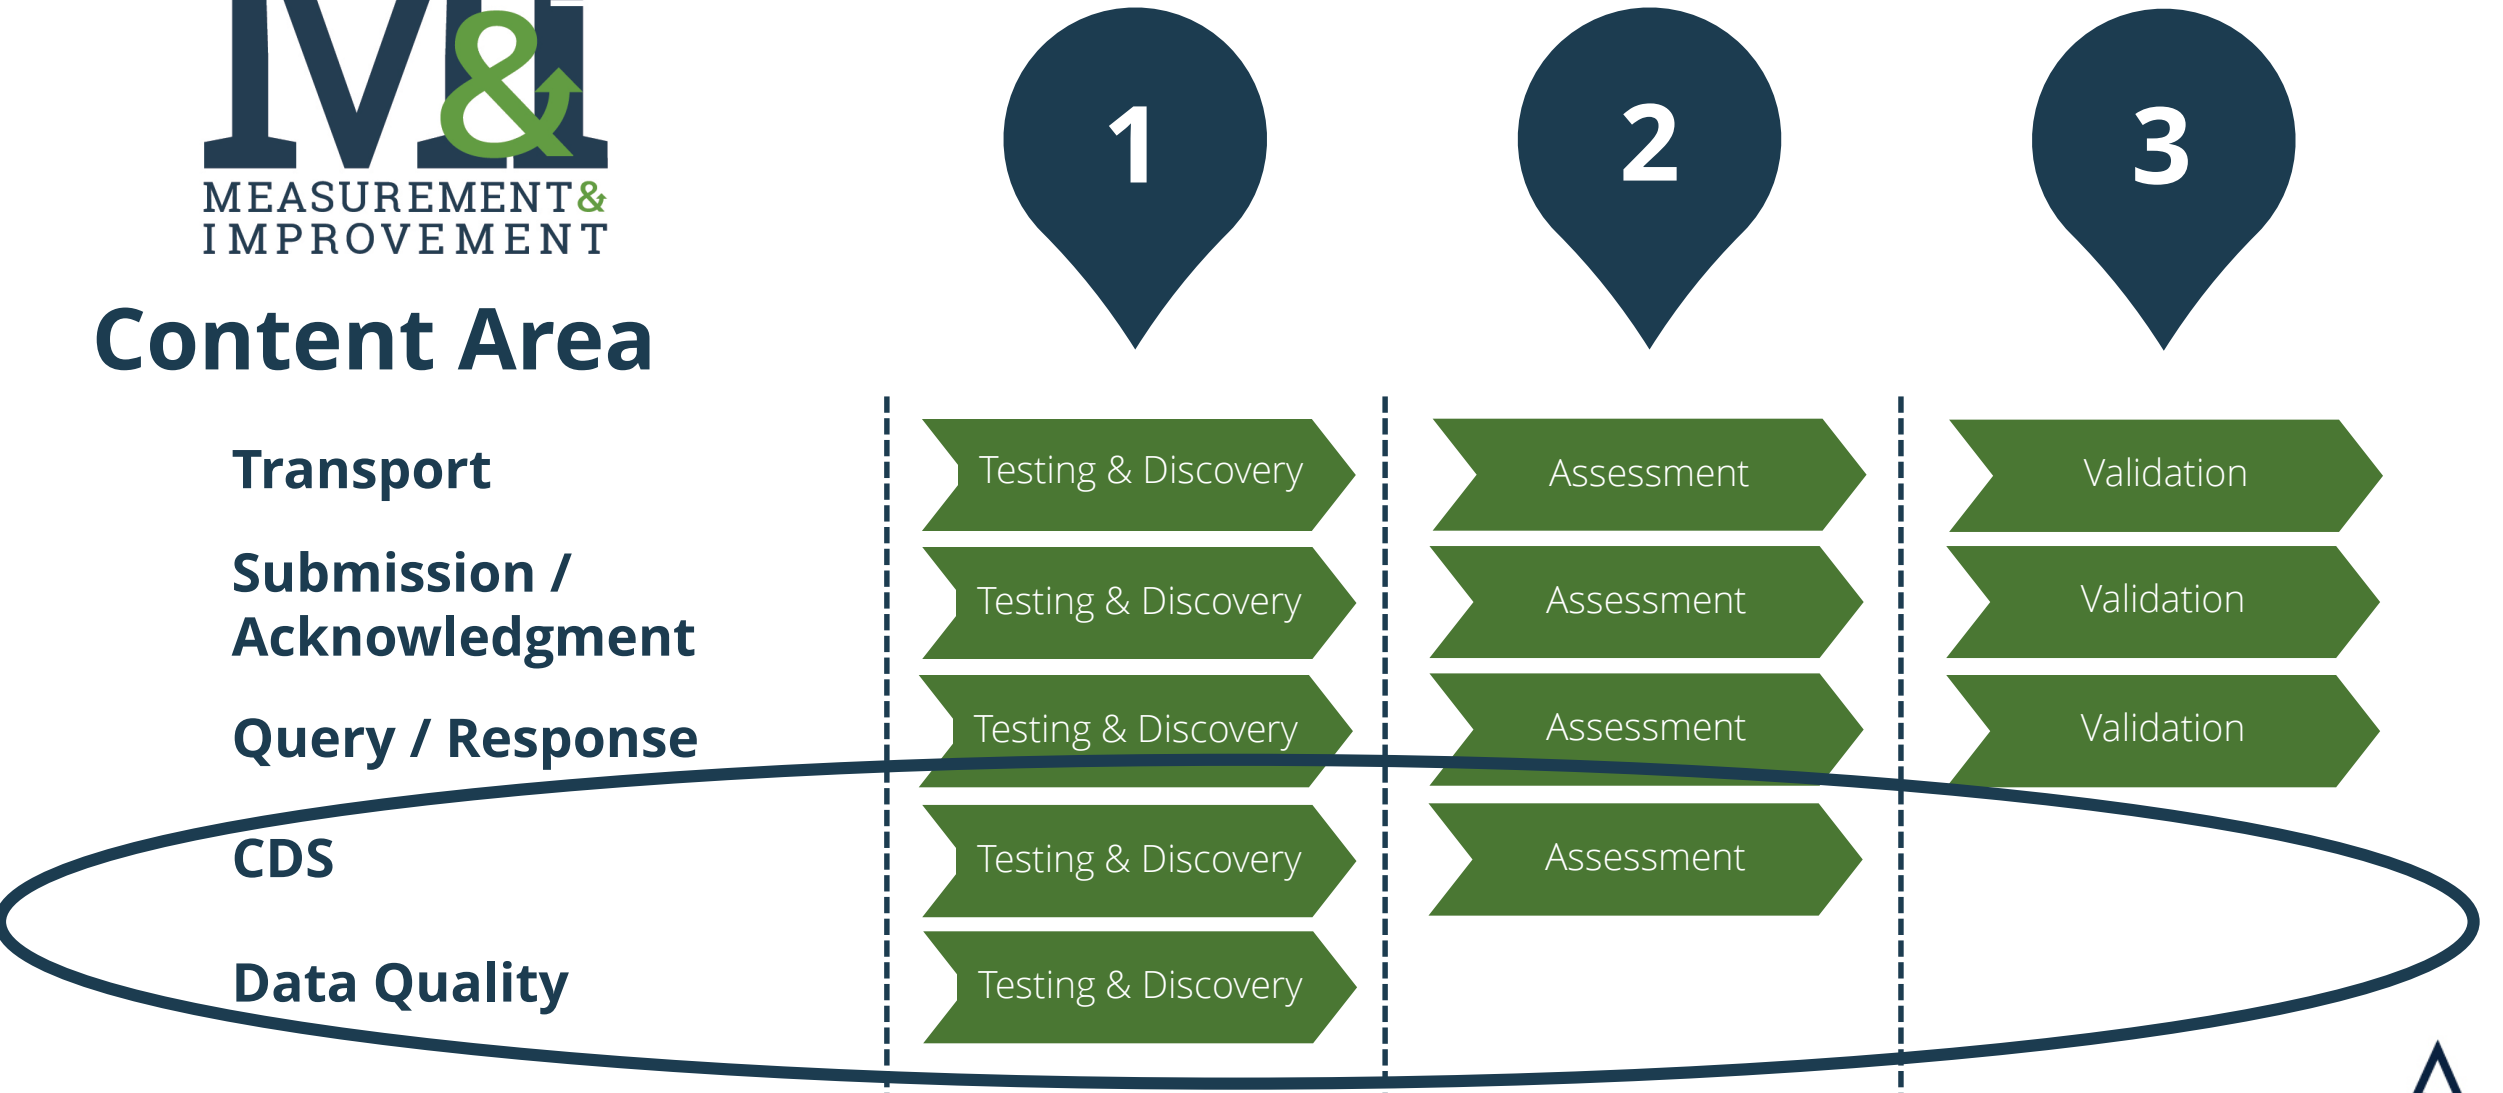 M&I
MEASUREMENT&
IMPROVEMENT
1
2
3
Content Area
Transport
Testing & Discovery
Assessment
Validation
Submission /
Acknowledgment
Testing & Discovery
Assessment
Validation
Query / Response
Testing & Discovery
Assessment
Validation
CDS
Testing & Discovery
Assessment
Data Quality
Testing & Discovery